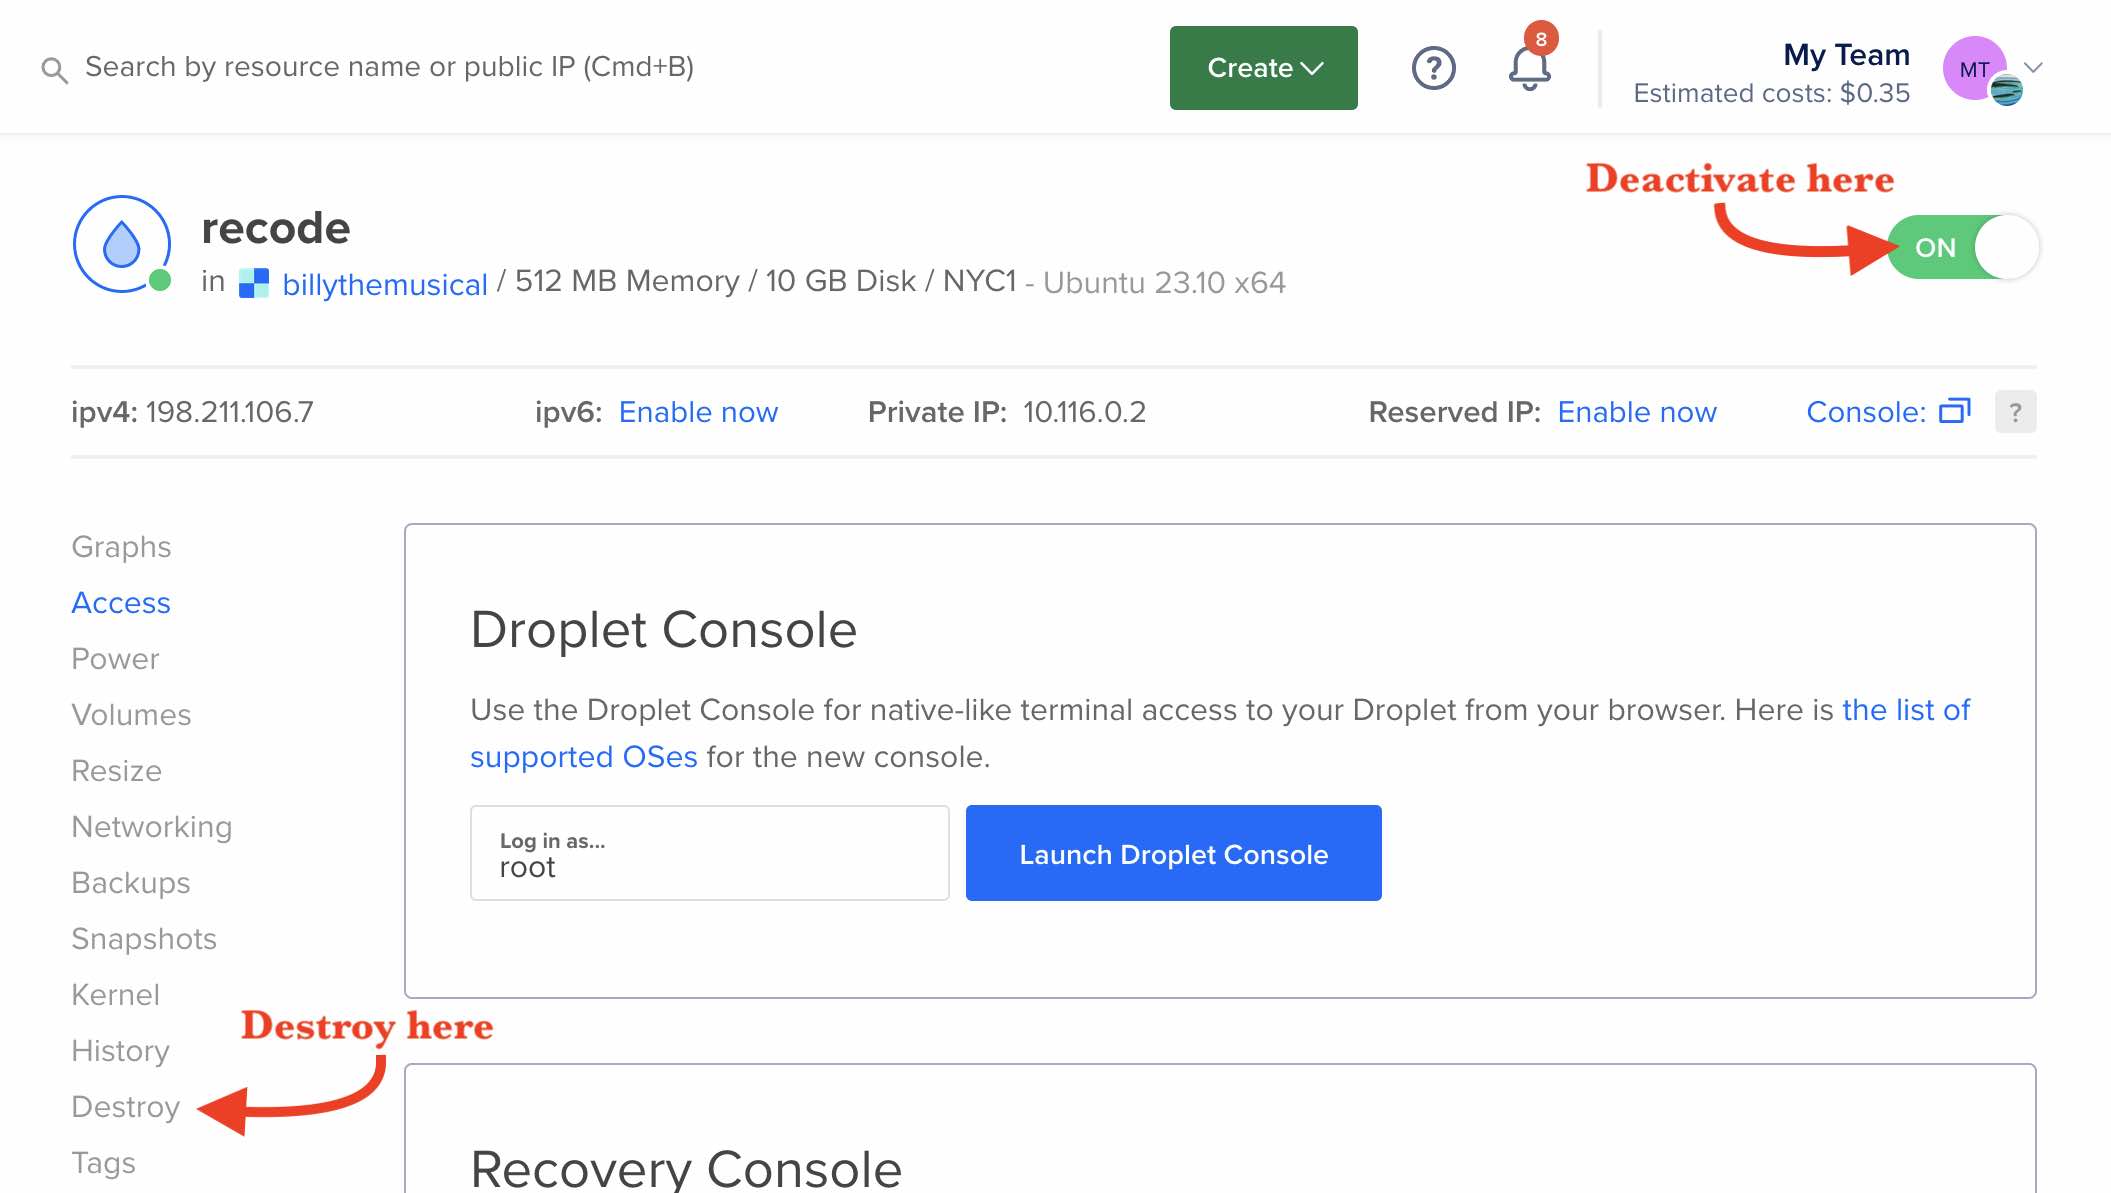 Search by resource name or public IP (Cmd+B)
Create
?
8
My Team
Estimated costs: $0.35
MT
Deactivate here
recode
in billythemusical / 512 MB Memory / 10 GB Disk / NYC1 - Ubuntu 23.10 x64
ON
ipv4: 198.211.106.7 ipv6: Enable now Private IP: 10.116.0.2 Reserved IP: Enable now Console: ?
Graphs
Access
Power
Volumes
Resize
Networking
Backups
Snapshots
Kernel
History
Destroy
Tags
Destroy here
Droplet Console
Use the Droplet Console for native-like terminal access to your Droplet from your browser. Here is the list of
supported OSes for the new console.
Log in as...
root
Launch Droplet Console
Recovery Console